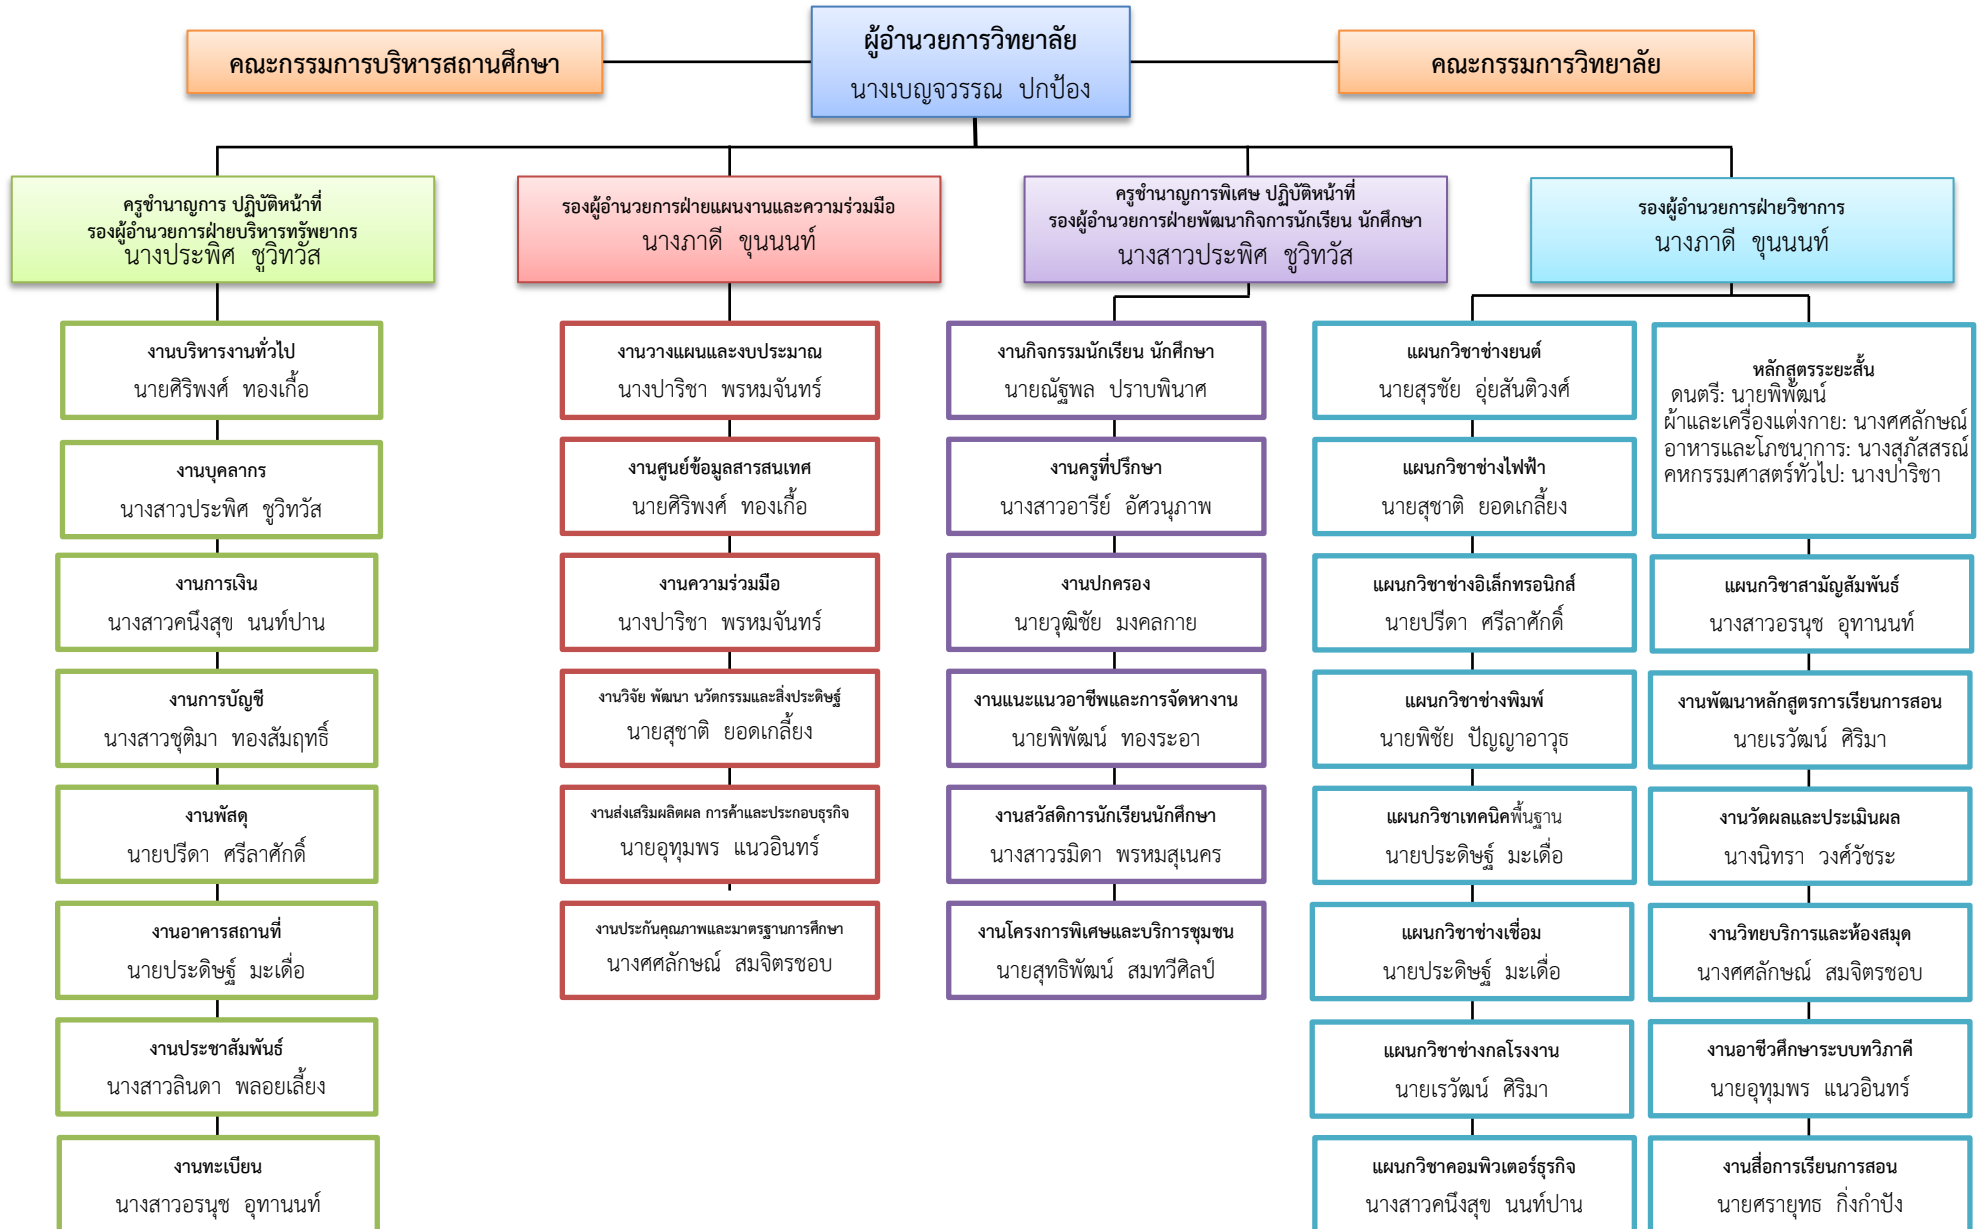 คณะกรรมการบริหารสถานศึกษา
ผู้อำนวยการวิทยาลัย
นางเบญจวรรณ ปกป้อง
คณะกรรมการวิทยาลัย
ครูชำนาญการ ปฏิบัติหน้าที่
รองผู้อำนวยการฝ่ายบริหารทรัพยากร
นางประพิศ ชูวิทวัส
รองผู้อำนวยการฝ่ายแผนงานและความร่วมมือ
นางภาดี ขุนนนท์
ครูชำนาญการพิเศษ ปฏิบัติหน้าที่
รองผู้อำนวยการฝ่ายพัฒนากิจการนักเรียน นักศึกษา
นางสาวประพิศ ชูวิทวัส
รองผู้อำนวยการฝ่ายวิชาการ
นางภาดี ขุนนนท์
งานบริหารงานทั่วไป
นายศิริพงศ์ ทองเกื้อ
งานบุคลากร
นางสาวประพิศ ชูวิทวัส
งานการเงิน
นางสาวคนึงสุข นนท์ปาน
งานการบัญชี
นางสาวชุติมา ทองสัมฤทธิ์
งานพัสดุ
นายปรีดา ศรีลาศักดิ์
งานอาคารสถานที่
นายประดิษฐ์ มะเดื่อ
งานประชาสัมพันธ์
นางสาวลินดา พลอยเลี้ยง
งานทะเบียน
นางสาวอรนุช อุทานนท์
งานวางแผนและงบประมาณ
นางปาริชา พรหมจันทร์
งานศูนย์ข้อมูลสารสนเทศ
นายศิริพงศ์ ทองเกื้อ
งานความร่วมมือ
นางปาริชา พรหมจันทร์
งานวิจัย พัฒนา นวัตกรรมและสิ่งประดิษฐ์
นายสุชาติ ยอดเกลี้ยง
งานส่งเสริมผลิตผล การค้าและประกอบธุรกิจ
นายอุทุมพร แนวอินทร์
งานประกันคุณภาพและมาตรฐานการศึกษา
นางศศลักษณ์ สมจิตรชอบ
งานกิจกรรมนักเรียน นักศึกษา
นายณัฐพล ปราบพินาศ
งานครูที่ปรึกษา
นางสาวอารีย์ อัศวนุภาพ
งานปกครอง
นายวุฒิชัย มงคลกาย
งานแนะแนวอาชีพและการจัดหางาน
นายพิพัฒน์ ทองระอา
งานสวัสดิการนักเรียนนักศึกษา
นางสาวรมิดา พรหมสุเนคร
งานโครงการพิเศษและบริการชุมชน
นายสุทธิพัฒน์ สมทวีศิลป์
แผนกวิชาช่างยนต์
นายสุรชัย อุ่ยสันติวงศ์
แผนกวิชาช่างไฟฟ้า
นายสุชาติ ยอดเกลี้ยง
แผนกวิชาช่างอิเล็กทรอนิกส์
นายปรีดา ศรีลาศักดิ์
แผนกวิชาช่างพิมพ์
นายพิชัย ปัญญาอาวุธ
แผนกวิชาเทคนิคพื้นฐาน
นายประดิษฐ์ มะเดื่อ
แผนกวิชาช่างเชื่อม
นายประดิษฐ์ มะเดื่อ
แผนกวิชาช่างกลโรงงาน
นายเรวัฒน์ ศิริมา
แผนกวิชาคอมพิวเตอร์ธุรกิจ
นางสาวคนึงสุข นนท์ปาน
หลักสูตรระยะสั้น
ดนตรี: นายพิพัฒน์
ผ้าและเครื่องแต่งกาย: นางศศลักษณ์
อาหารและโภชนาการ: นางสุภัสสรณ์
คหกรรมศาสตร์ทั่วไป: นางปาริชา
แผนกวิชาสามัญสัมพันธ์
นางสาวอรนุช อุทานนท์
งานพัฒนาหลักสูตรการเรียนการสอน
นายเรวัฒน์ ศิริมา
งานวัดผลและประเมินผล
นางนิทรา วงศ์วัชระ
งานวิทยบริการและห้องสมุด
นางศศลักษณ์ สมจิตรชอบ
งานอาชีวศึกษาระบบทวิภาคี
นายอุทุมพร แนวอินทร์
งานสื่อการเรียนการสอน
นายศรายุทธ กิ่งกำปัง